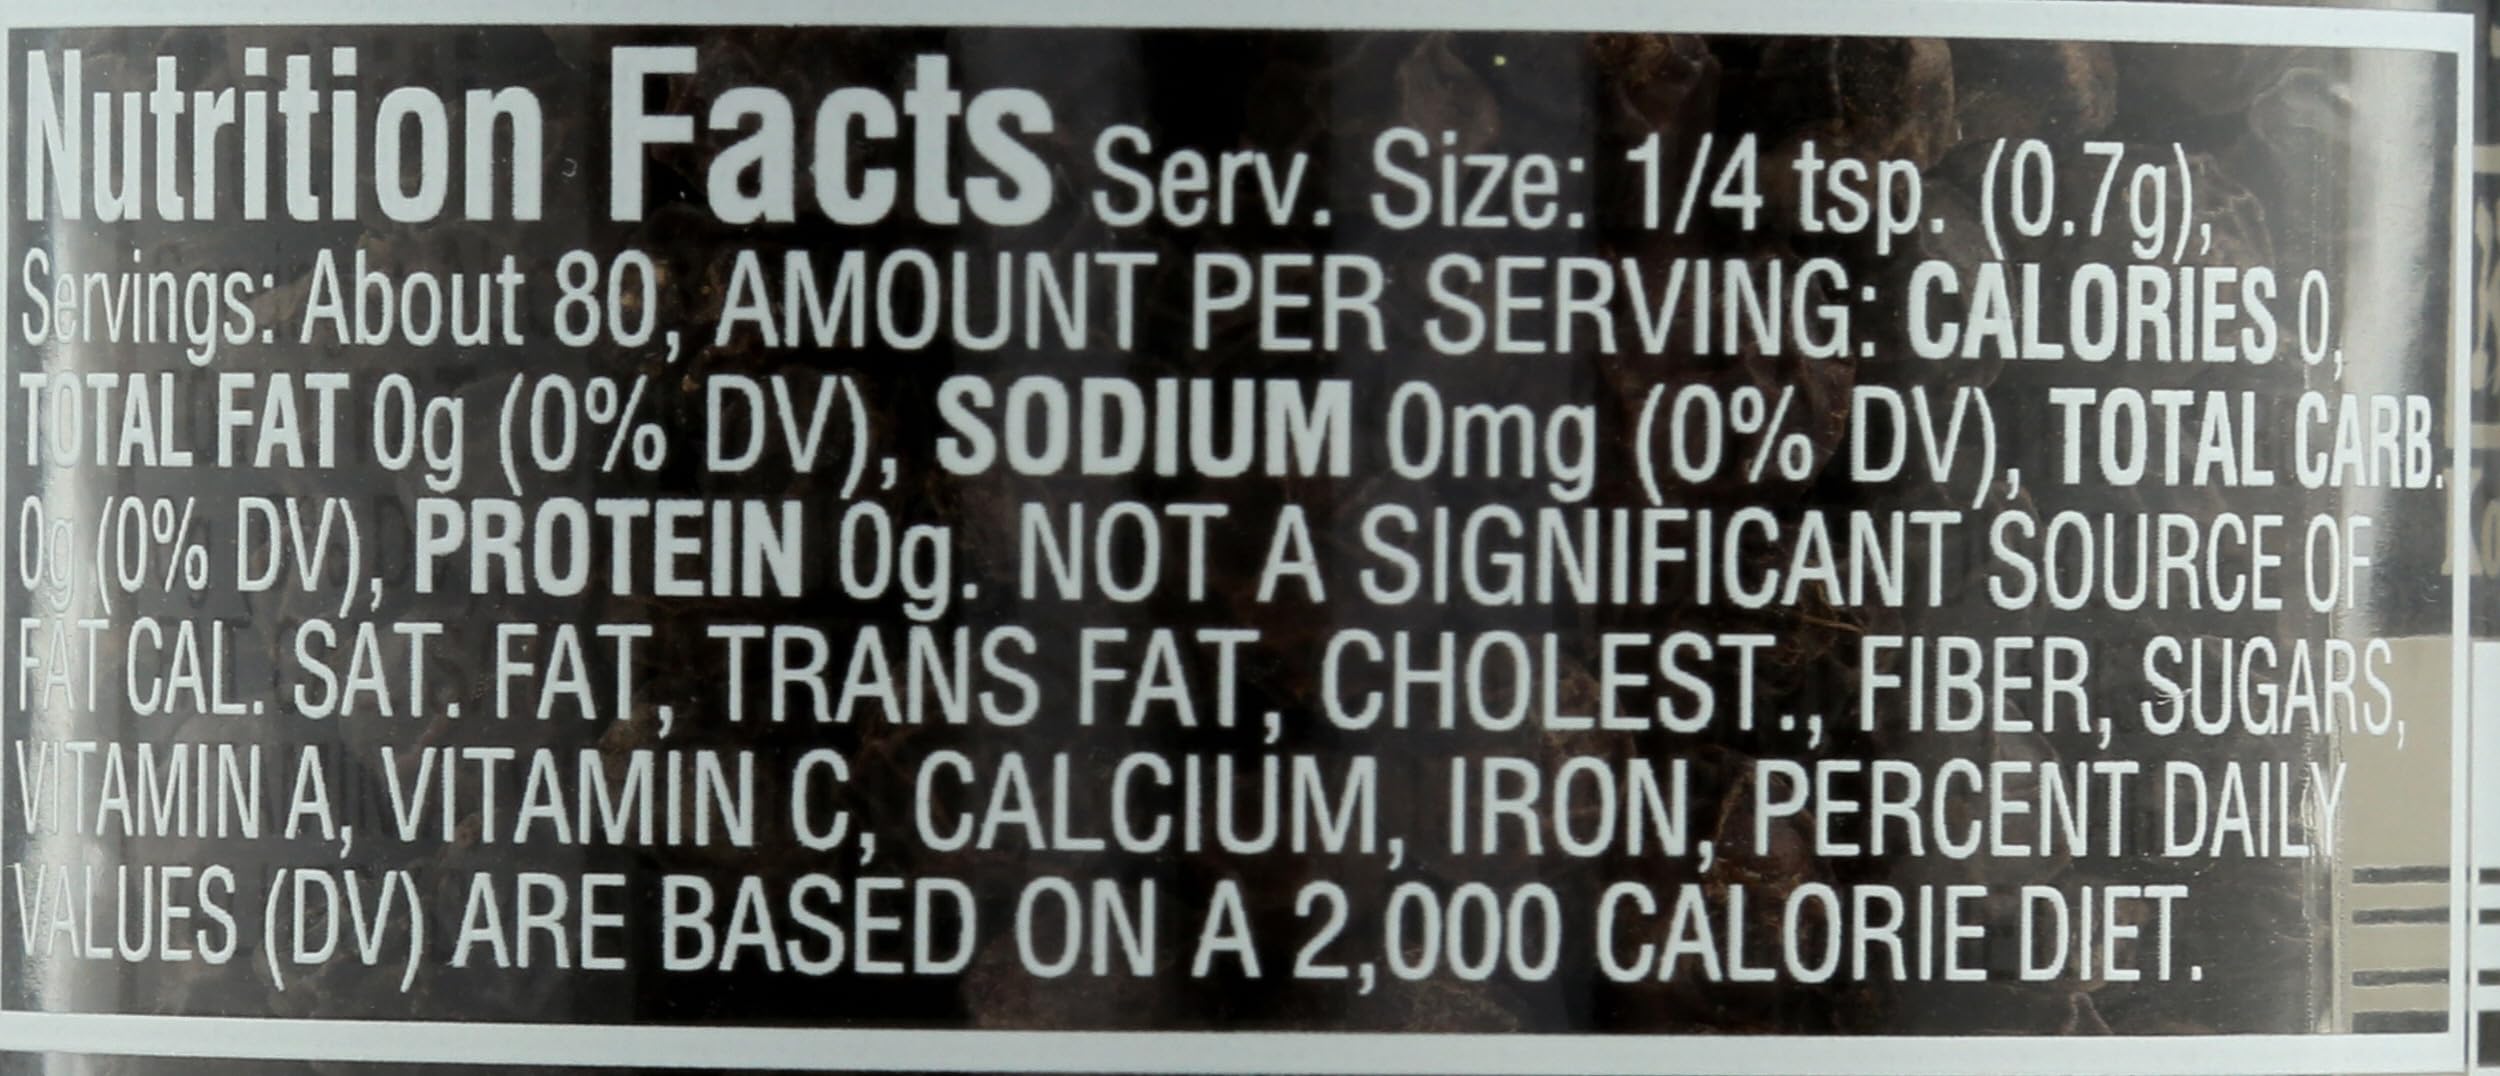 Nutrition Facts Serv. Size: 1/4 tsp. (0.7g),
Servings: About 80, AMOUNT PER SERVING: CALORIES 0,
TOTAL FAT 0g (0% DV), SODIUM 0mg (0% DV), TOTAL CARB.
0g (0% DV), PROTEIN 0g. NOT A SIGNIFICANT SOURCE OF
FAT CAL. SAT. FAT, TRANS FAT, CHOLEST., FIBER, SUGARS,
VITAMIN A, VITAMIN C, CALCIUM, IRON, PERCENT DAILY
VALUES (DV) ARE BASED ON A 2,000 CALORIE DIET.